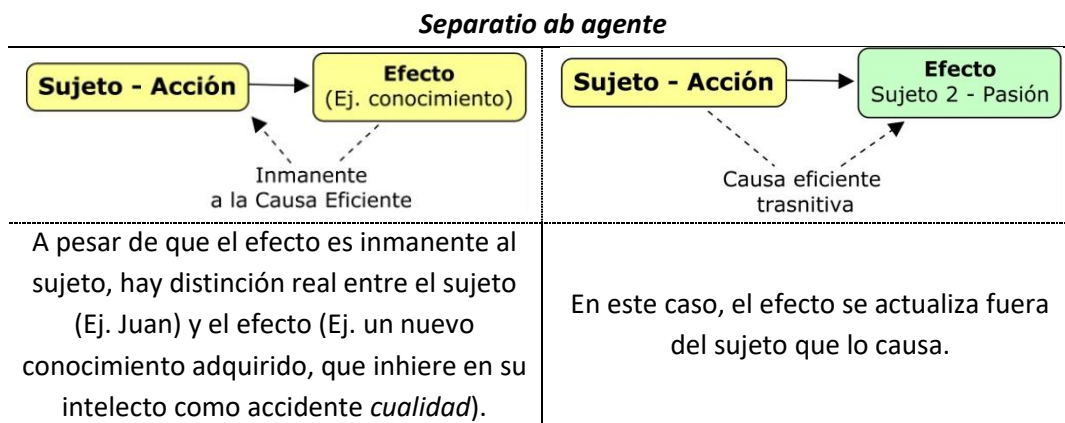 Separatio ab agente
Sujeto - Acción
Efecto
(Ej. conocimiento)
Inmanente
a la Causa Eficiente
Sujeto - Acción
Efecto
Sujeto 2 - Pasión
Causa eficiente
trasnitiva
A pesar de que el efecto es inmanente al
sujeto, hay distinción real entre el sujeto
(Ej. Juan) y el efecto (Ej. un nuevo
conocimiento adquirido, que inhiere en su
intelecto como accidente cualidad).
En este caso, el efecto se actualiza fuera
del sujeto que lo causa.